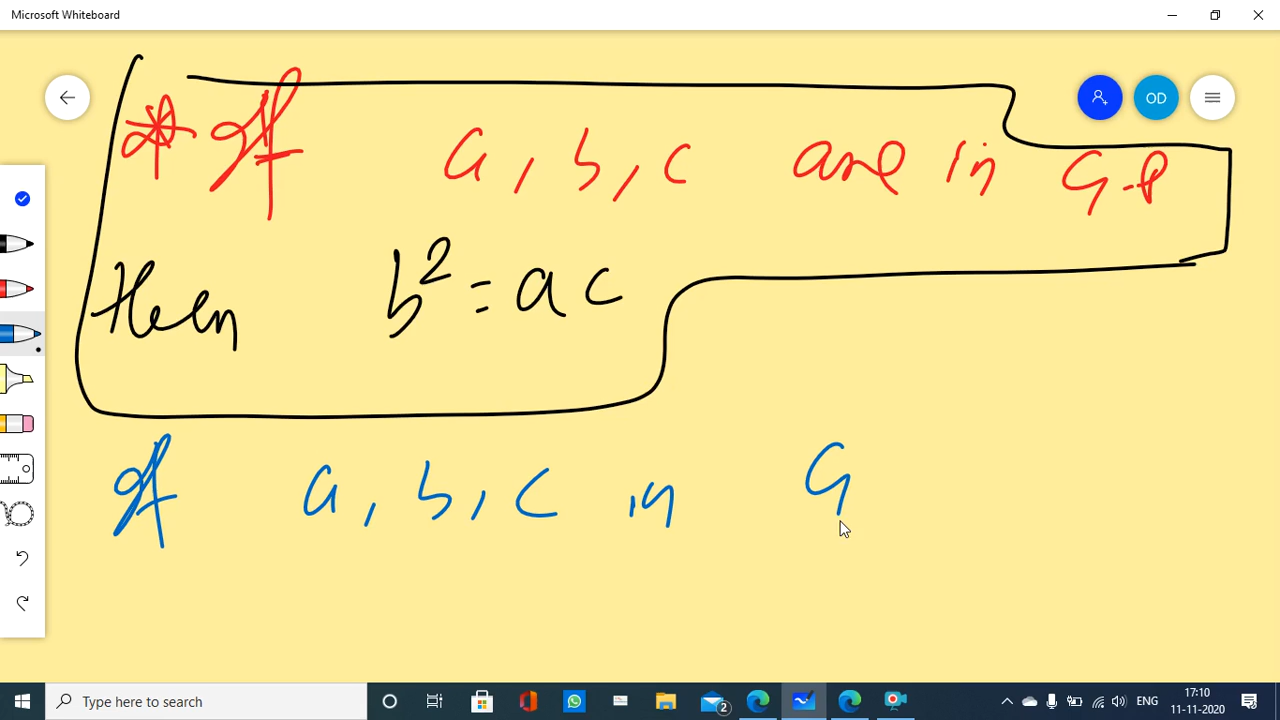 Microsoft Whiteboard
* If a, b, c are in G.P
OD
Then b² = ac
If a, b, c in G
Type here to search
2
ENG
17:10
11-11-2020